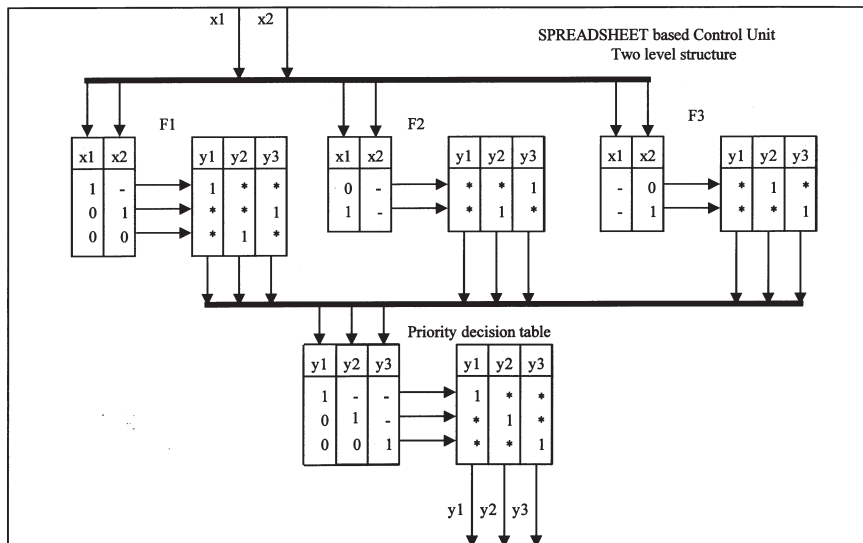 x1 x2
SPREADSHEET based Control Unit
Two level structure
F1 F2 F3
x1 x2 y1 y2 y3 x1 x2 y1 y2 y3 x1 x2 y1 y2 y3
1 - 1 * * 0 - * * 1 - 0 * 1 *
0 1 * * 1 1 - * 1 * - 1 * * 1
0 0 * 1 *
Priority decision table
y1 y2 y3 y1 y2 y3
1 - - 1 * *
0 1 - * 1 *
0 0 1 * * 1
y1 y2 y3